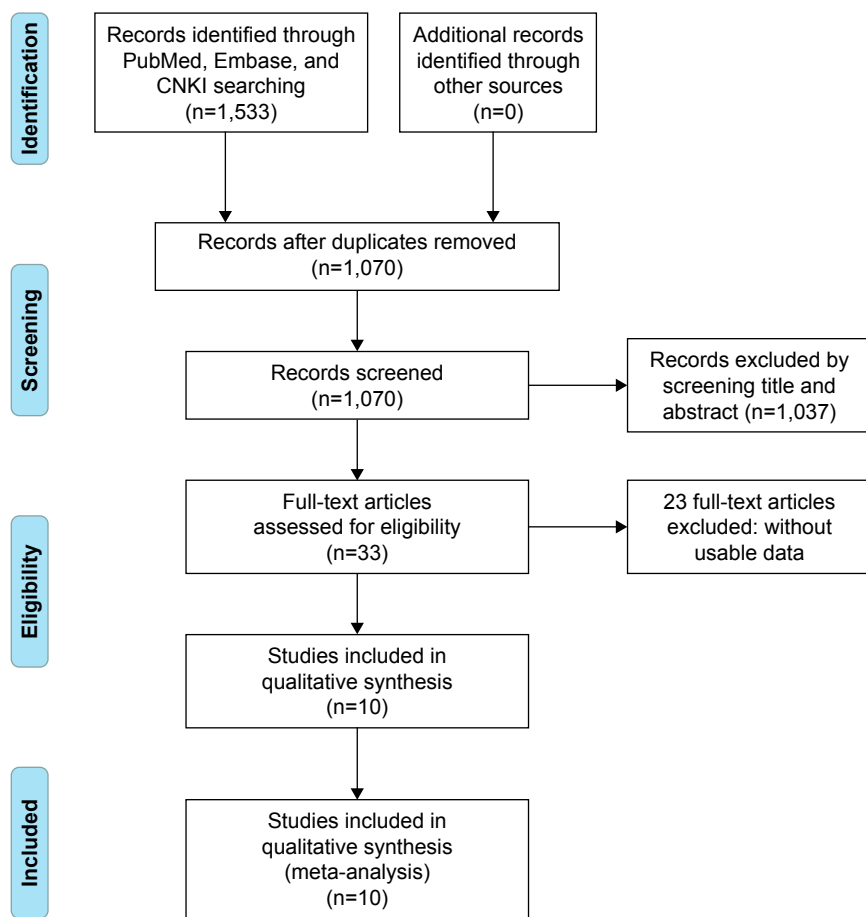 Identification
Records identified through
PubMed, Embase, and
CNKI searching
(n=1,533)
Additional records
identified through
other sources
(n=0)
Records after duplicates removed
(n=1,070)
Screening
Records screened
(n=1,070)
Records excluded by
screening title and
abstract (n=1,037)
Eligibility
Full-text articles
assessed for eligibility
(n=33)
23 full-text articles
excluded: without
usable data
Studies included in
qualitative synthesis
(n=10)
Included
Studies included in
qualitative synthesis
(meta-analysis)
(n=10)